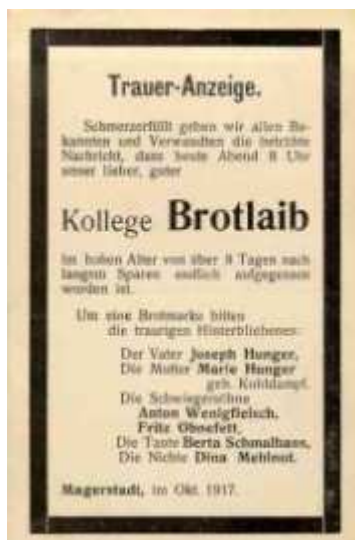 Trauer-Anzeige.
Schmerzerfüllt geben wir allen Be-
kannten und Verwandten die betrübte
Nachricht, dass heute Abend 8 Uhr
unser lieber, guter
Kollege Brotlaib
im hohen Alter von über 8 Tagen nach
langem Sparen endlich aufgegessen
worden ist.
Um eine Brotmarke bitten
die traurigen Hinterbliebenen:
Der Vater Joseph Hunger,
Die Mutter Marie Hunger
geb. Kohldampf.
Die Schwiegersöhne
Anton Wenigfleisch,
Fritz Ohnefett,
Die Tante Berta Schmalhans,
Die Nichte Dina Mehlnot.
Magerstadt, im Okt. 1917.